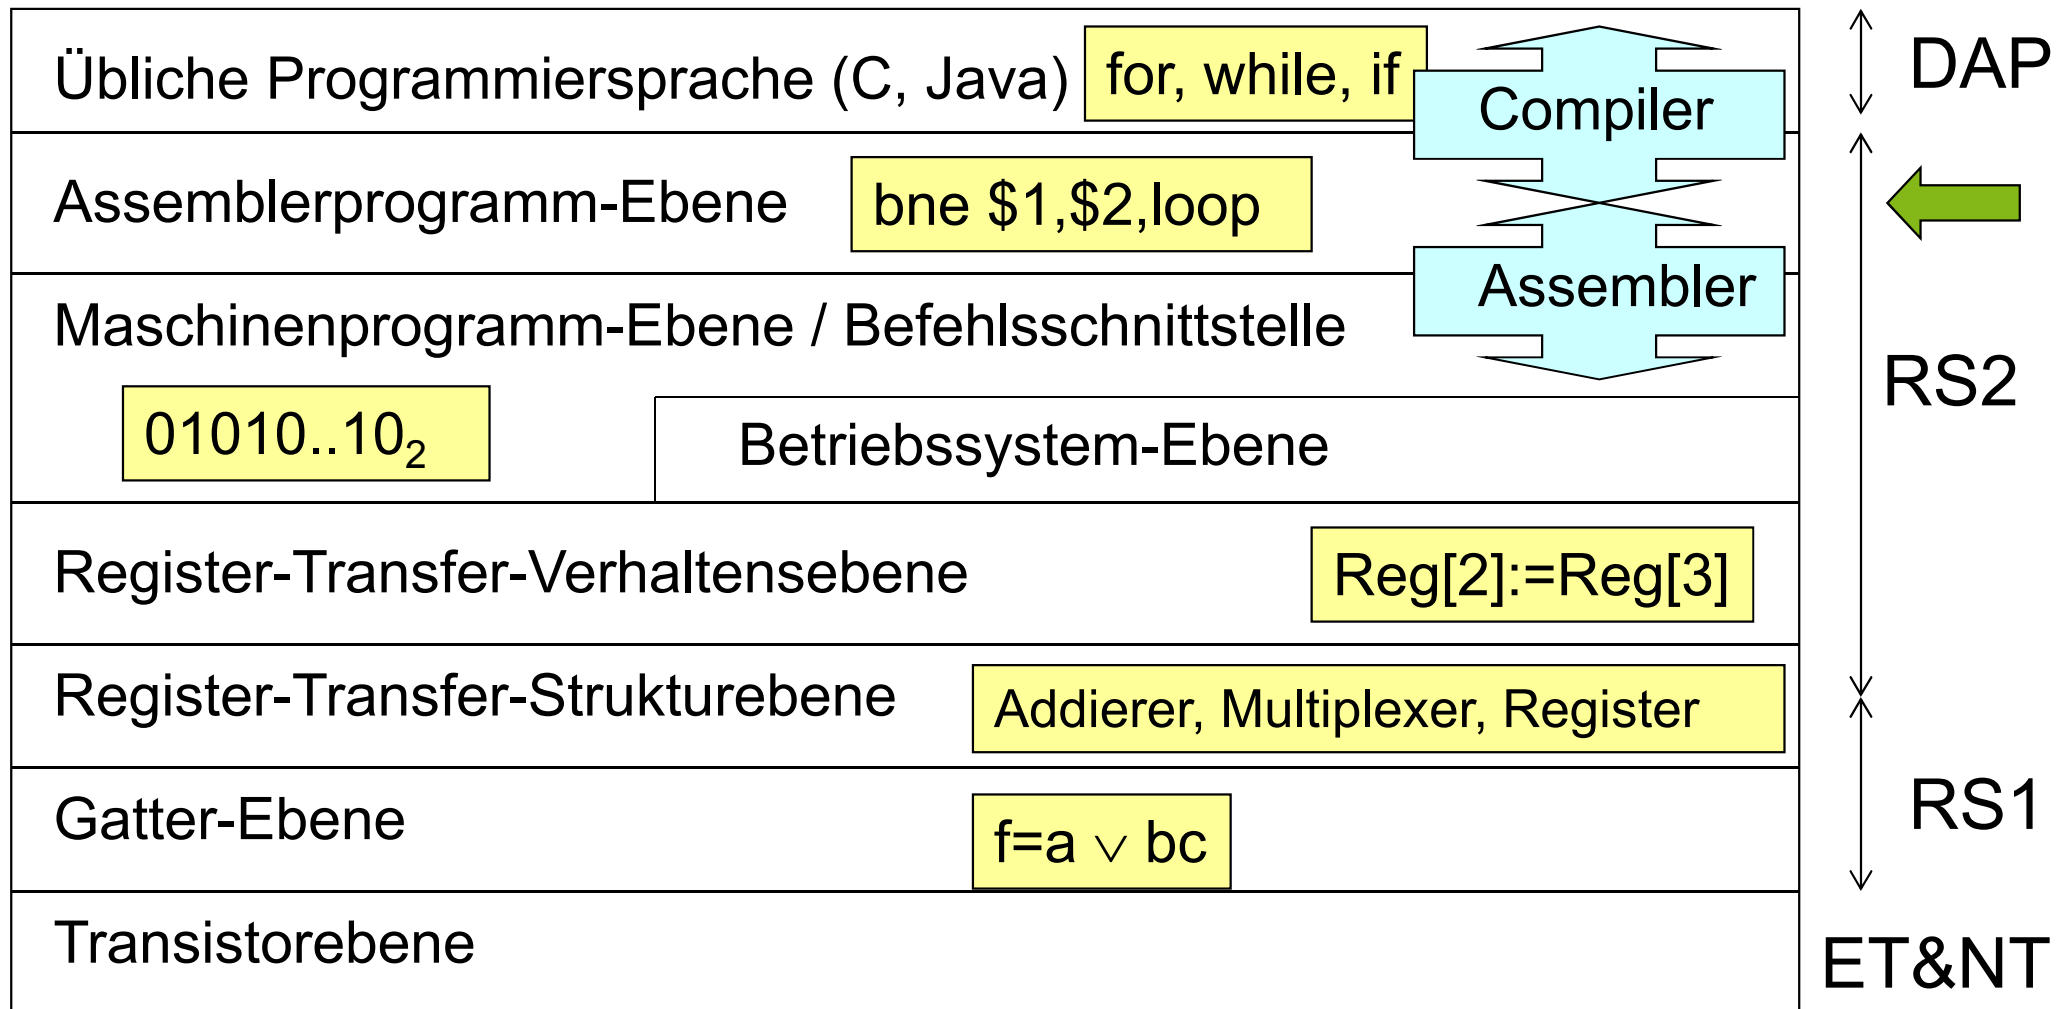 Übliche Programmiersprache (C, Java)
for, while, if
Compiler
DAP
Assemblerprogramm-Ebene
bne $1,$2,loop
Assembler
Maschinenprogramm-Ebene / Befehlsschnittstelle
RS2
01010..10₂
Betriebssystem-Ebene
Register-Transfer-Verhaltensebene
Reg[2]:=Reg[3]
Register-Transfer-Strukturebene
Addierer, Multiplexer, Register
RS1
Gatter-Ebene
f=a ∨ bc
Transistorebene
ET&NT